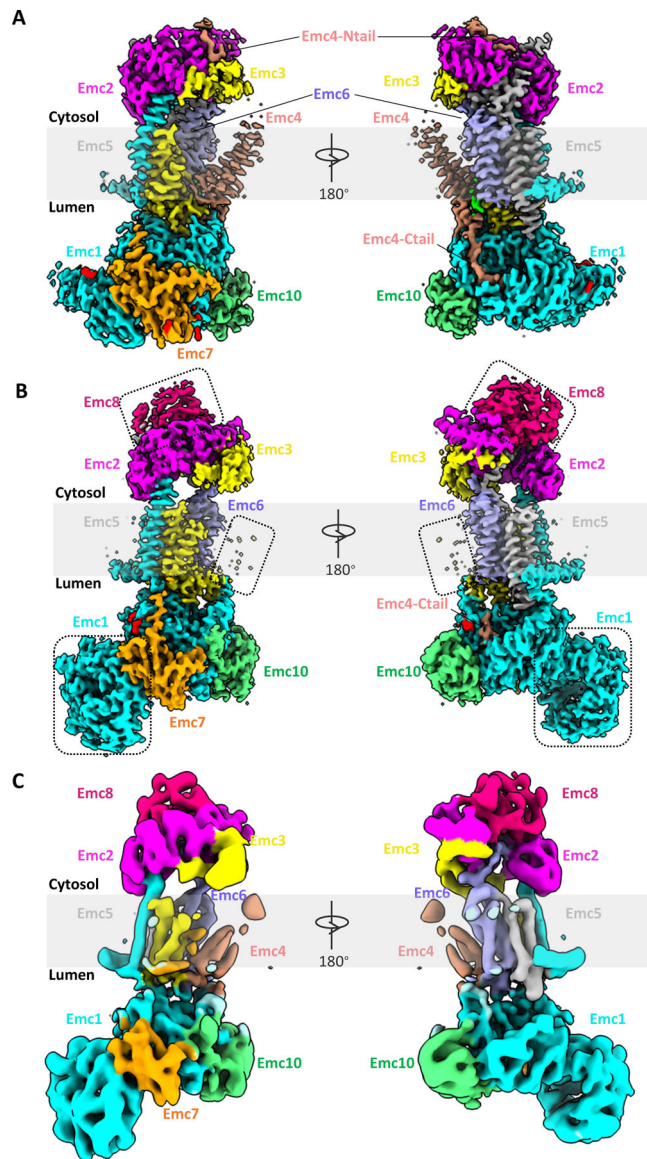 A
Emc4-Ntail
Emc2
Emc3
Emc3
Emc2
Emc6
Cytosol
Emc4
Emc4
Emc5
Emc5
180°
Lumen
Emc1
Emc4-Ctail
Emc1
Emc10
Emc10
Emc7
B
Emc8
Emc8
Emc2
Emc3
Emc3
Emc2
Cytosol
Emc6
Emc6
Emc5
Emc5
180°
Lumen
Emc1
Emc4-Ctail
Emc1
Emc10
Emc10
Emc7
C
Emc8
Emc8
Emc2
Emc3
Emc3
Emc2
Cytosol
Emc6
Emc6
Emc5
Emc5
Emc4
Emc4
180°
Lumen
Emc1
Emc1
Emc10
Emc10
Emc7